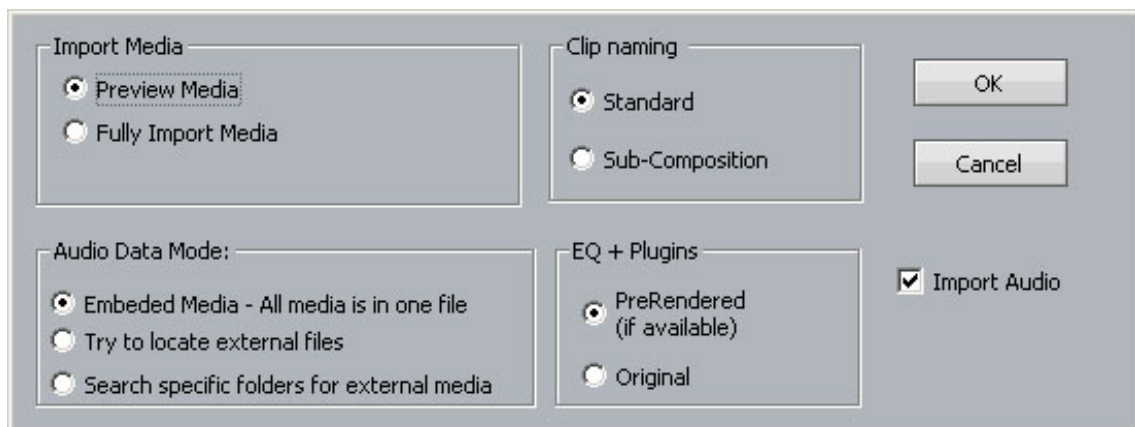 Import Media
Preview Media
Fully Import Media
Clip naming
Standard
Sub-Composition
OK
Cancel
Audio Data Mode:
Embeded Media - All media is in one file
Try to locate external files
Search specific folders for external media
EQ + Plugins
PreRendered
(if available)
Original
Import Audio